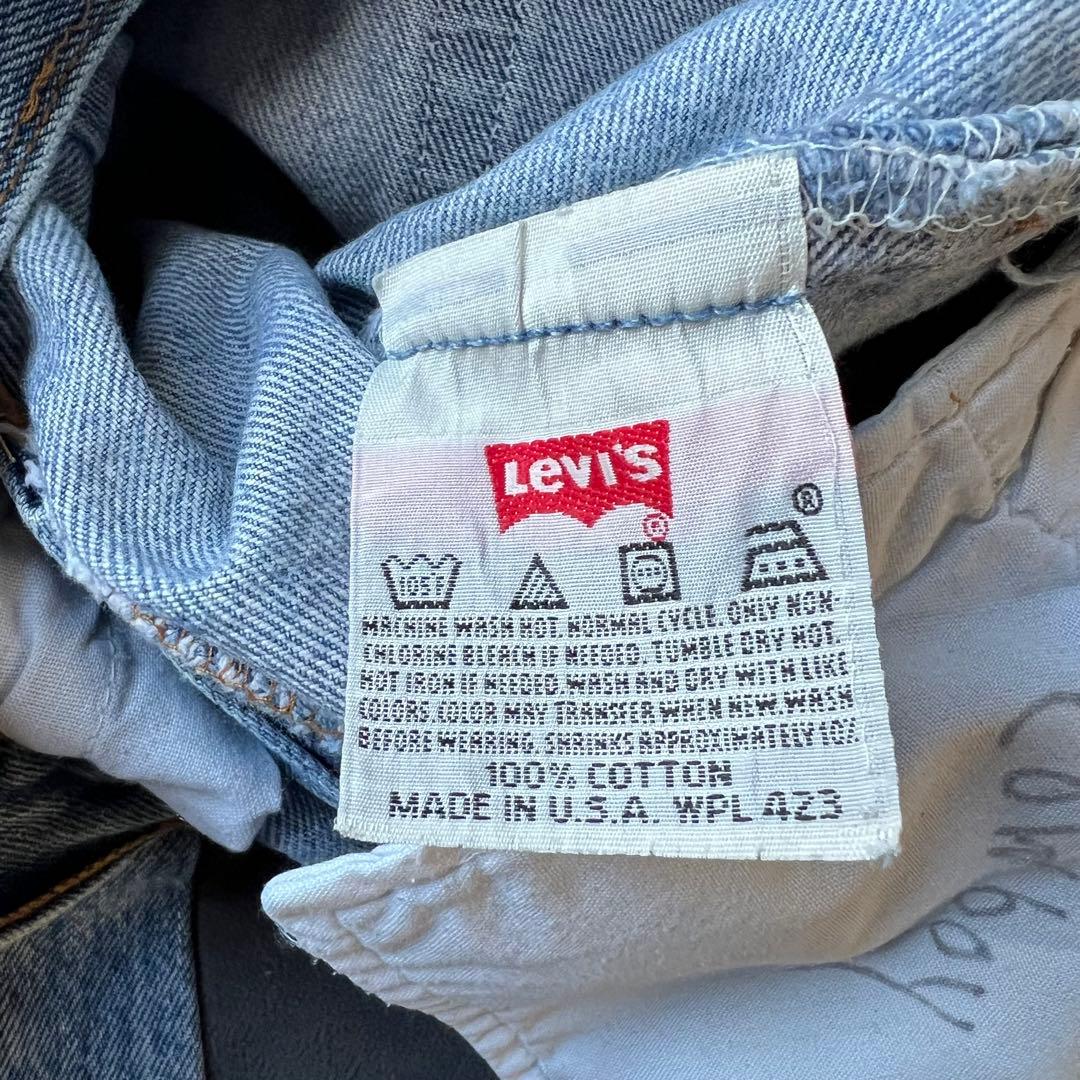 LEVI'S
®
®
HOT
MACHINE WASH HOT. NORMAL CYCLE. ONLY NON-
CHLORINE BLEACH IF NEEDED. TUMBLE DRY HOT.
HOT IRON IF NEEDED. WASH AND DRY WITH LIKE
COLORS. COLOR MAY TRANSFER WHEN NEW. WASH
BEFORE WEARING. SHRINKS APPROXIMATELY 10%
100% COTTON
MADE IN U.S.A. WPL 423